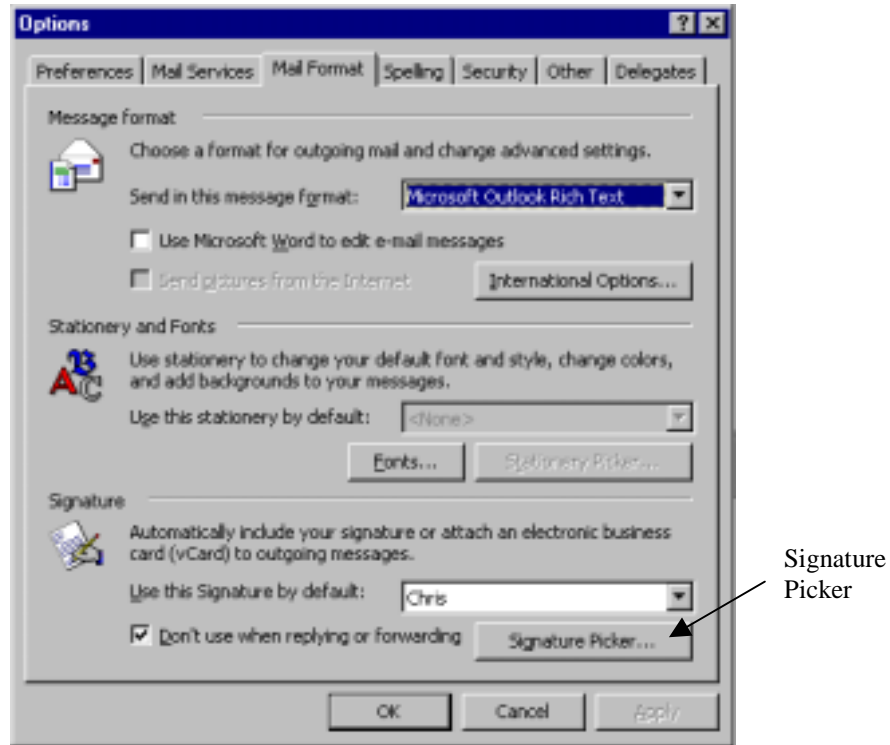 Options
Preferences Mail Services Mail Format Spelling Security Other Delegates
Message format
Choose a format for outgoing mail and change advanced settings.
Send in this message format: Microsoft Outlook Rich Text
Use Microsoft Word to edit e-mail messages
Send pictures from the Internet International Options...
Stationery and Fonts
Use stationery to change your default font and style, change colors,
and add backgrounds to your messages.
Use this stationery by default: <None>
Fonts... Stationery Picker...
Signature
Automatically include your signature or attach an electronic business
card (vCard) to outgoing messages.
Use this Signature by default: Chris
Don't use when replying or forwarding Signature Picker...
OK Cancel Apply
Signature
Picker